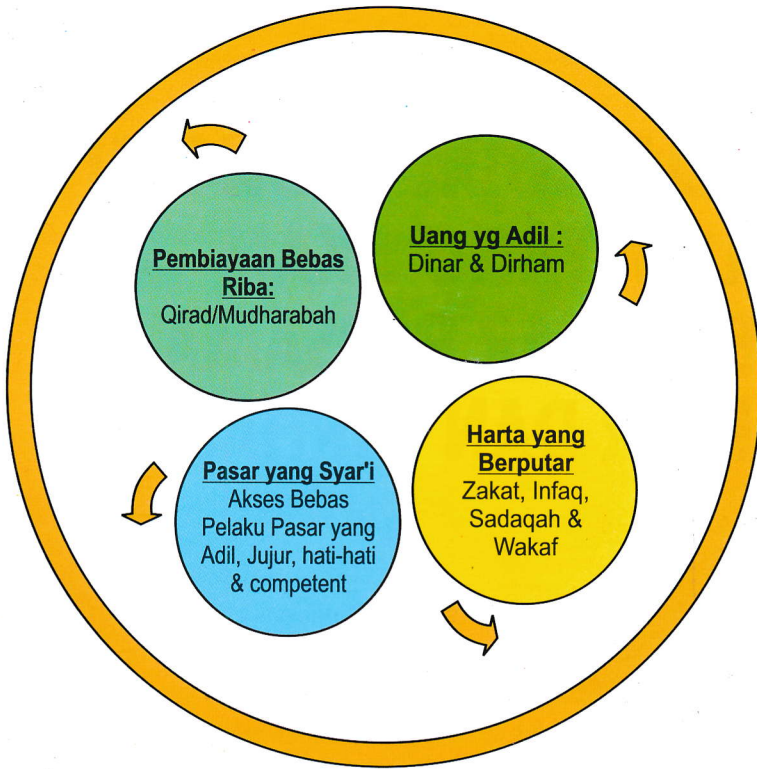 Pembiayaan Bebas
Riba:
Qirad/Mudharabah
Uang yg Adil :
Dinar & Dirham
Pasar yang Syar'i
Akses Bebas
Pelaku Pasar yang
Adil, Jujur, hati-hati
& competent
Harta yang
Berputar
Zakat, Infaq,
Sadaqah &
Wakaf